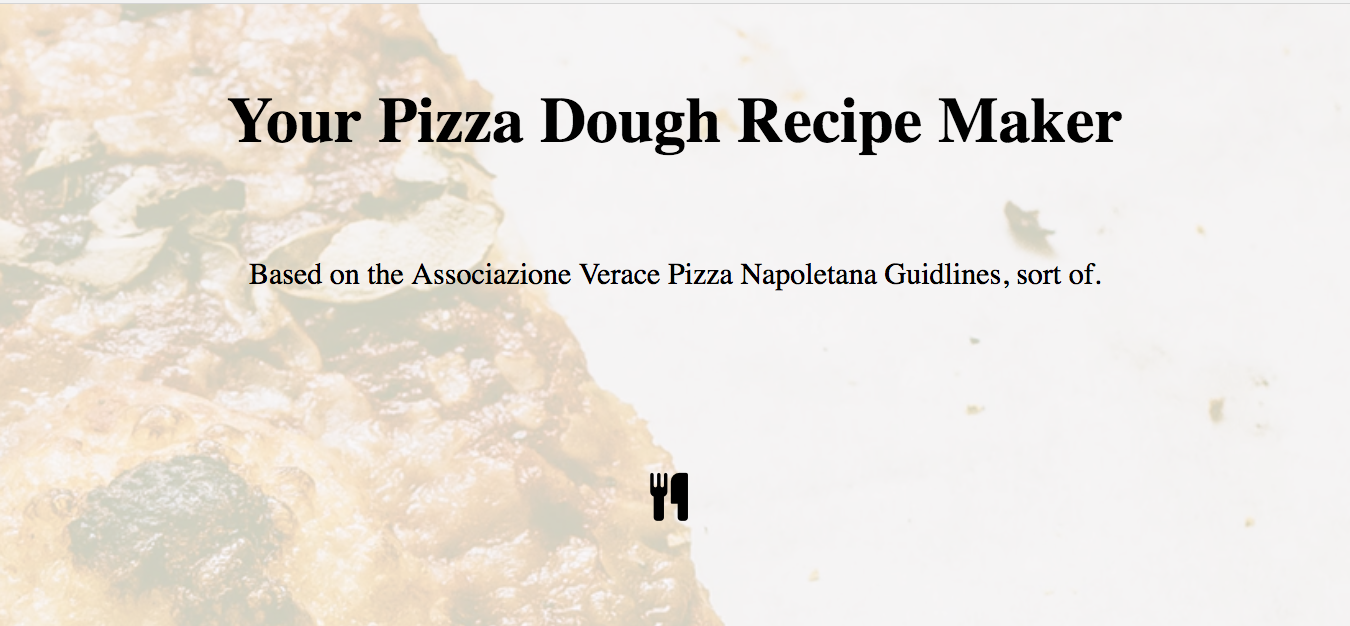 Your Pizza Dough Recipe Maker
Based on the Associazione Verace Pizza Napoletana Guidlines, sort of.